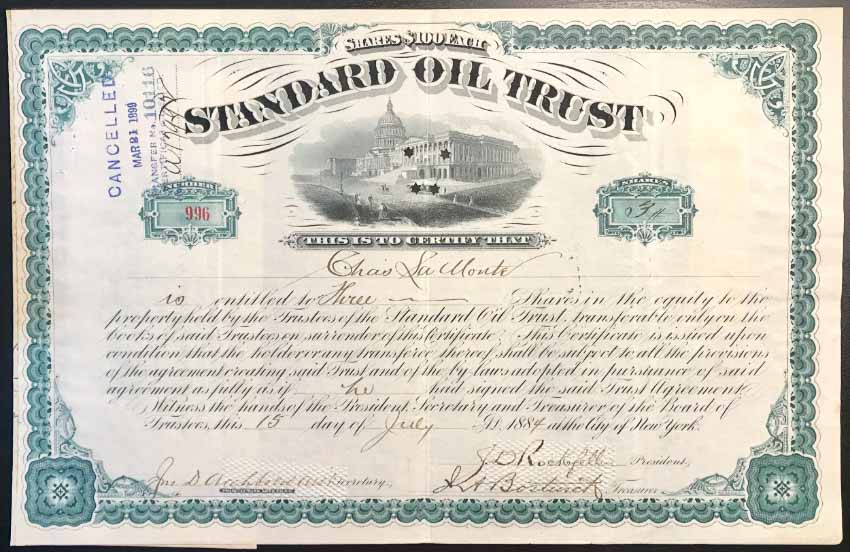 SHARES $100 EACH
STANDARD OIL TRUST
CANCELLED
MAR 21 1890
TRANSFER No. 10116
NUMBER
996
SHARES
3
THIS IS TO CERTIFY THAT
Chas La Monte
is entitled to Three Shares in the equity to the
property held by the Trustees of the Standard Oil Trust, transferable only on the
books of said Trustees on surrender of this Certificate. This Certificate is issued upon
condition that the holder or any transferee thereof shall be subject to all the provisions
of the agreement creating said Trust and of the by-laws adopted in pursuance of said
agreement as fully as if he had signed the said Trust Agreement.
Witness the hands of the President, Secretary and Treasurer of the Board of
Trustees, this 15 day of July A.D. 1884 at the City of New York.
J.D. Rockefeller President,
Jno. D. Archbold Secretary,
J.A. Bostwick Treasurer